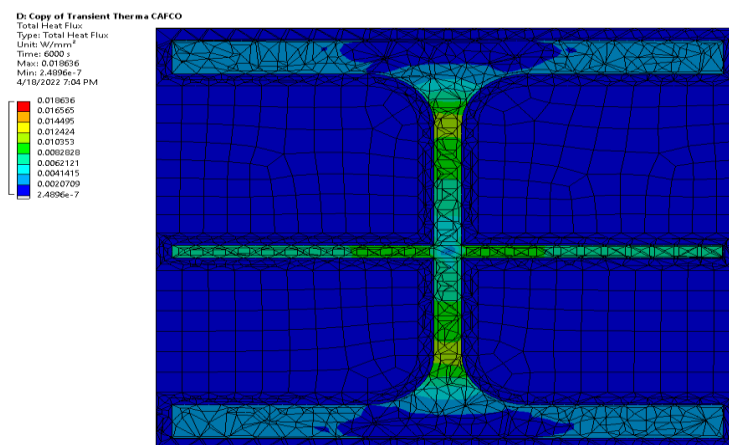 D: Copy of Transient Therma CAFCO
Total Heat Flux
Type: Total Heat Flux
Unit: W/mm²
Time: 6000 s
Max: 0.018636
Min: 2.4896e-7
4/18/2022 7:04 PM
0.018636
0.016565
0.014495
0.012424
0.010353
0.0082828
0.0062121
0.0041415
0.0020709
2.4896e-7